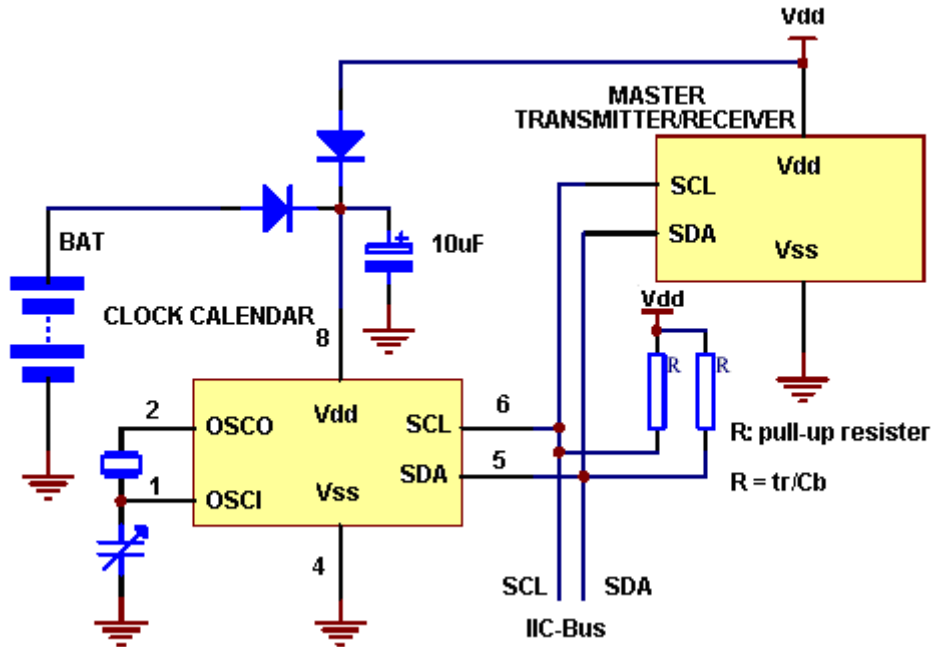 Vdd
MASTER
TRANSMITTER/RECEIVER
Vdd
SCL
SDA
Vss
BAT
+
10uF
CLOCK CALENDAR
8
Vdd
R
R
2
OSCO
Vdd
SCL
6
R: pull-up resister
1
OSCI
Vss
SDA
5
R = tr/Cb
4
SCL
SDA
IIC-Bus